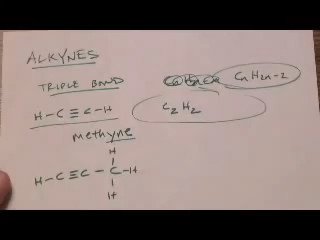 ALKYNES
TRIPLE BOND
CnH2n-2
H-C≡C-H
C2H2
methyne
H
H-C≡C-C-H
H